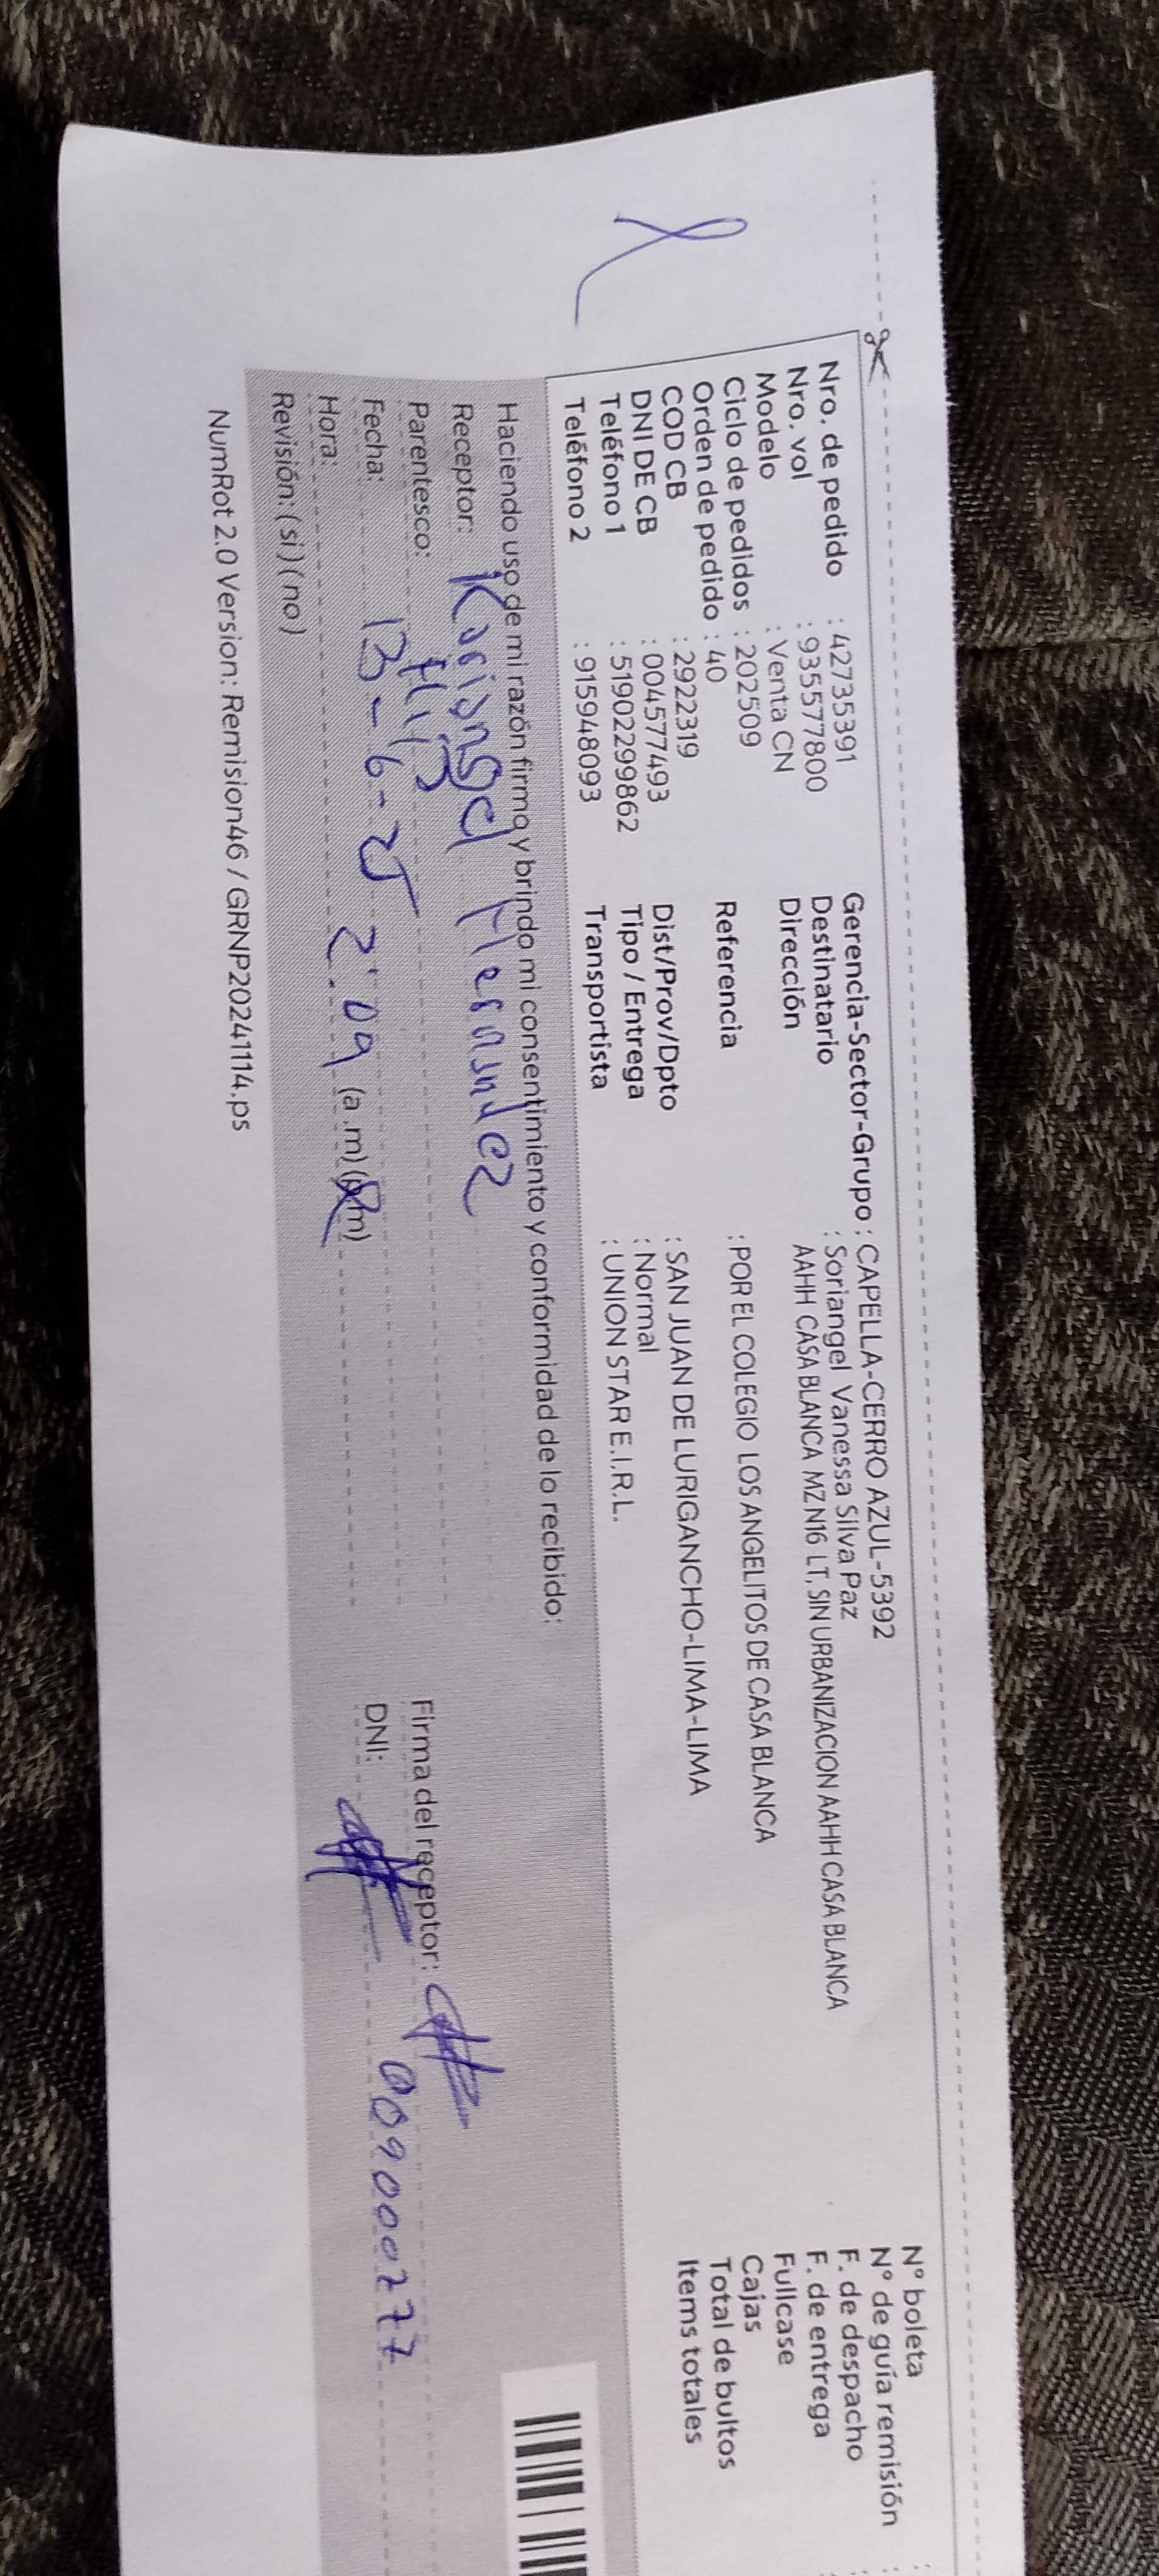 Nro. de pedido : 42735391
Nro. vol : 935577800
Modelo : Venta CN
Ciclo de pedidos : 202509
Orden de pedido : 40
COD CB : 2922319
DNI DE CB : 004577493
Teléfono 1 : 51902299862
Teléfono 2 : 915948093
Gerencia-Sector-Grupo : CAPELLA-CERRO AZUL-5392
Destinatario : Soriangel Vanessa Silva Paz
Dirección AAHH CASA BLANCA MZ N16 LT, SIN URBANIZACION AAHH CASA BLANCA
Referencia : POR EL COLEGIO LOS ANGELITOS DE CASA BLANCA
Dist/Prov/Dpto : SAN JUAN DE LURIGANCHO-LIMA-LIMA
Tipo / Entrega : Normal
Transportista : UNION STAR E.I.R.L.
N° boleta :
N° de guía remisión :
F. de despacho
F. de entrega
Fullcase
Cajas
Total de bultos
Items totales
Haciendo uso de mi razón firmo y brindo mi consentimiento y conformidad de lo recibido:
Receptor:
Parentesco:
Fecha: 13-6-25
Hora: 2:09 (a.m) (p.m)
Revisión: (si) (no)
Firma del receptor:
DNI: 009000277
NumRot 2.0 Version: Remision46 / GRNP20241114.ps